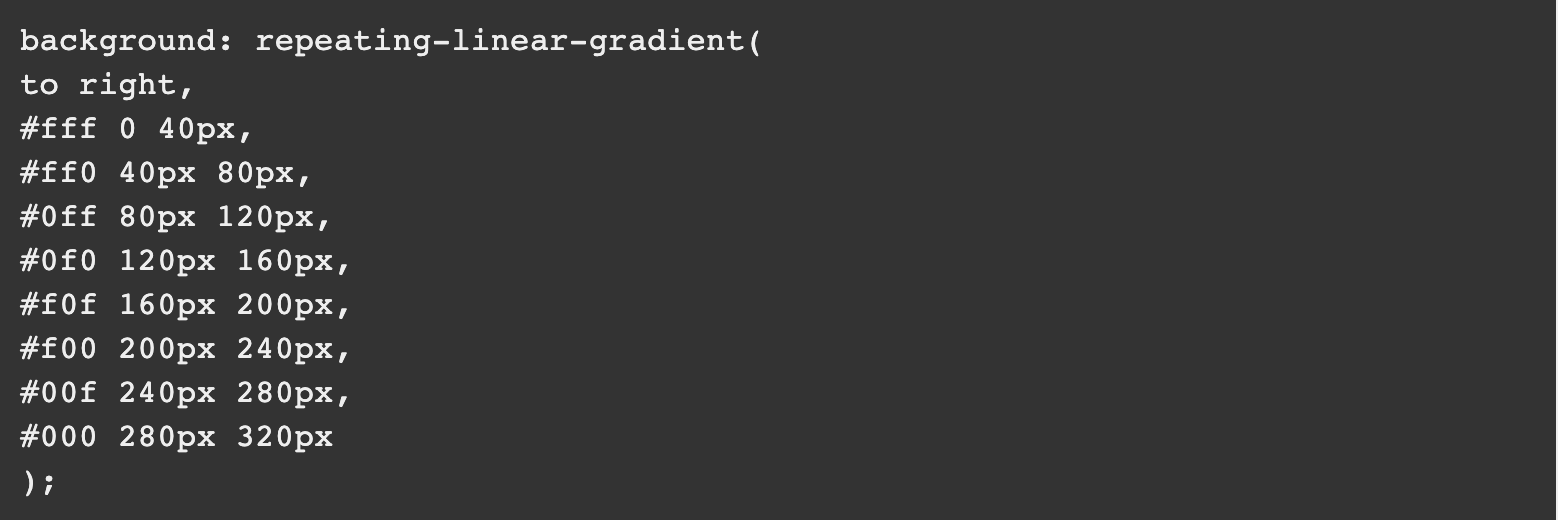 background: repeating-linear-gradient(
to right,
#fff 0 40px,
#ff0 40px 80px,
#0ff 80px 120px,
#0f0 120px 160px,
#f0f 160px 200px,
#f00 200px 240px,
#00f 240px 280px,
#000 280px 320px
);